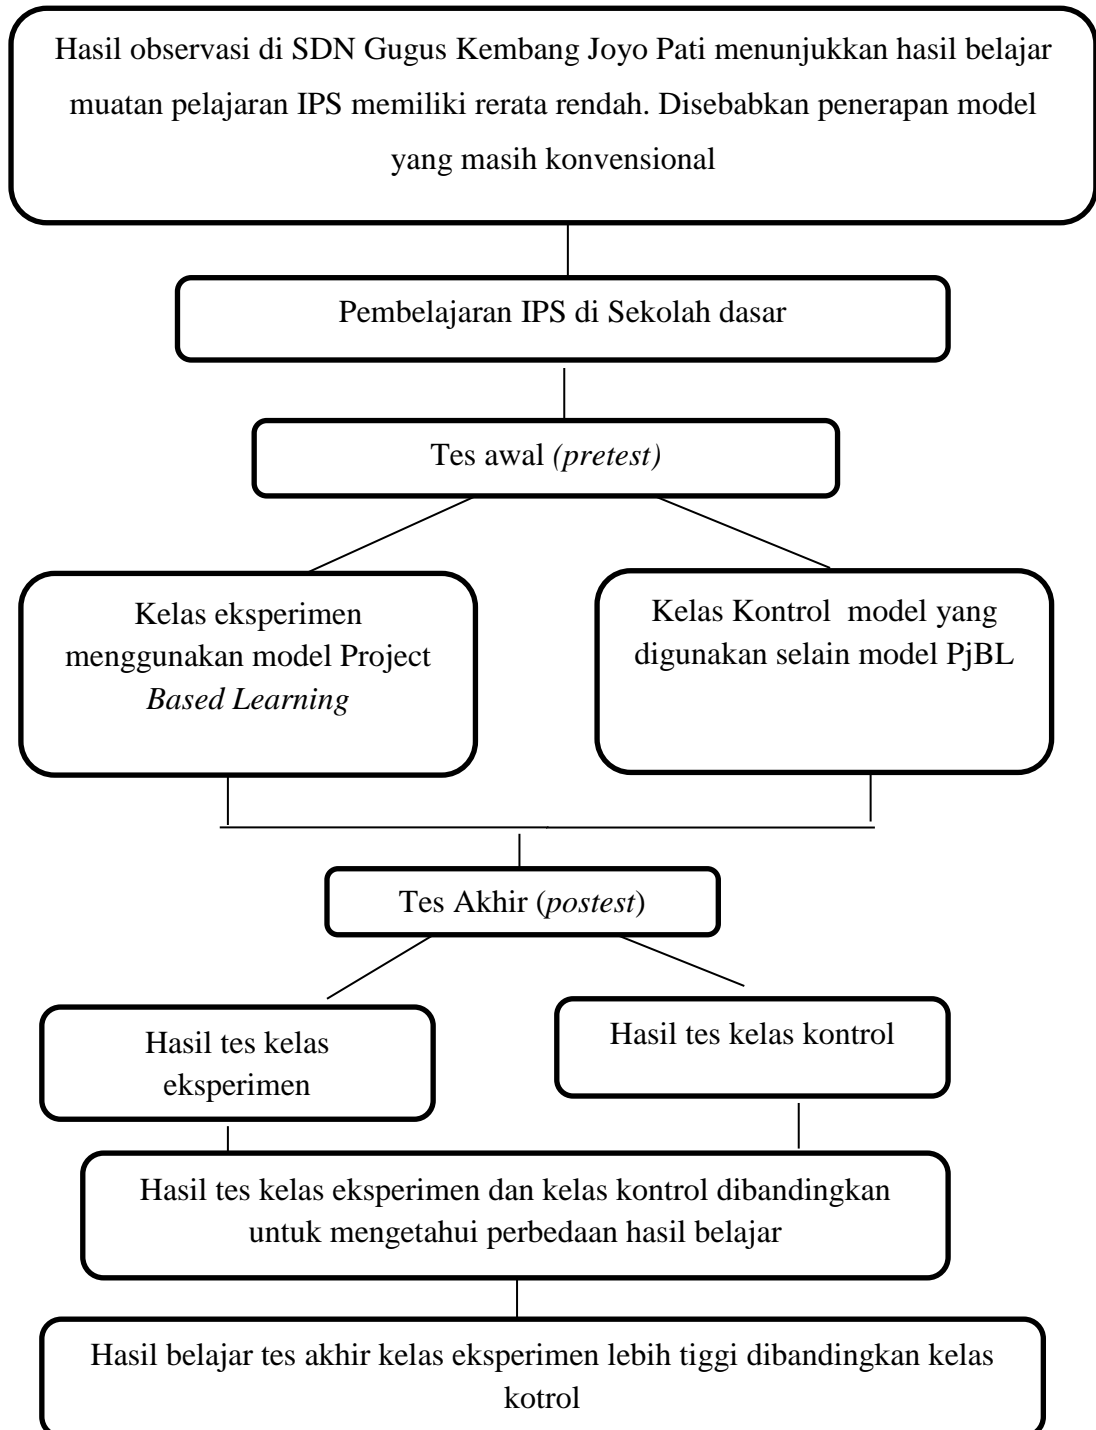 Hasil observasi di SDN Gugus Kembang Joyo Pati menunjukkan hasil belajar
muatan pelajaran IPS memiliki rerata rendah. Disebabkan penerapan model
yang masih konvensional
Pembelajaran IPS di Sekolah dasar
Tes awal (pretest)
Kelas eksperimen
menggunakan model Project
Based Learning
Kelas Kontrol model yang
digunakan selain model PjBL
Tes Akhir (postest)
Hasil tes kelas
eksperimen
Hasil tes kelas kontrol
Hasil tes kelas eksperimen dan kelas kontrol dibandingkan
untuk mengetahui perbedaan hasil belajar
Hasil belajar tes akhir kelas eksperimen lebih tiggi dibandingkan kelas
kotrol